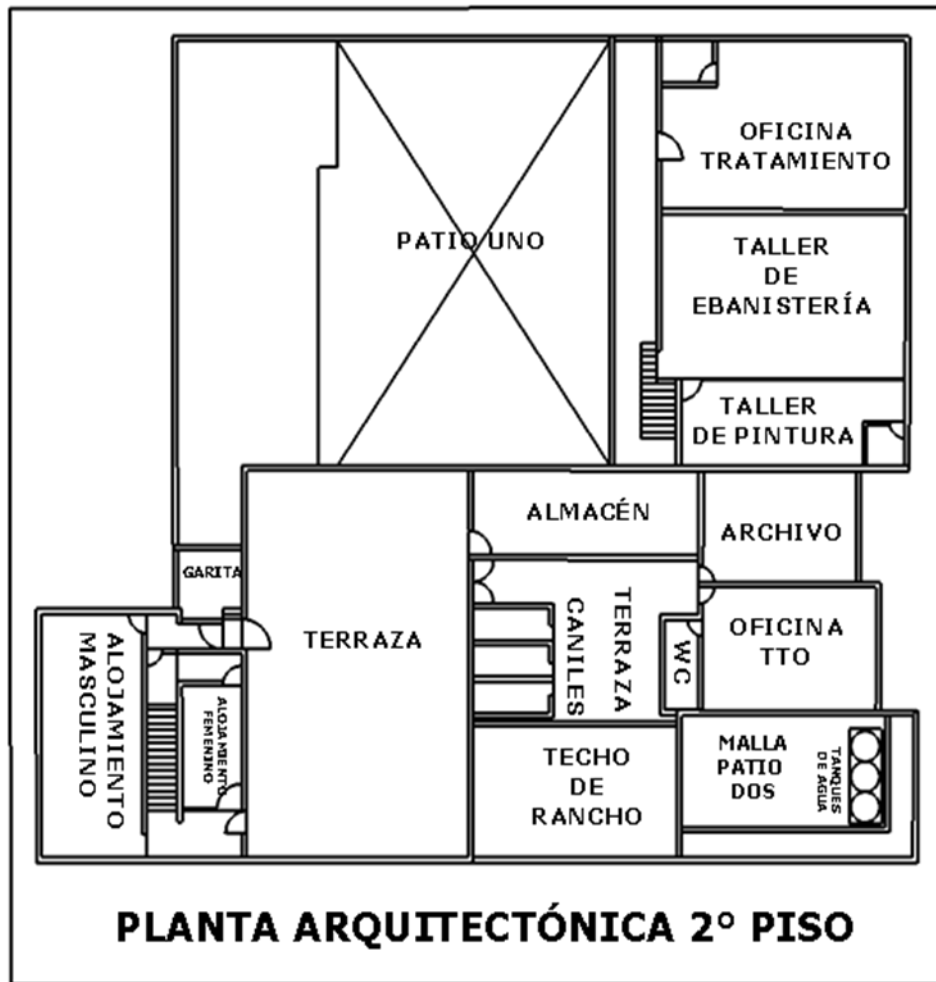 OFICINA
TRATAMIENTO
PATIO UNO
TALLER
DE
EBANISTERÍA
TALLER
DE PINTURA
ALMACÉN
ARCHIVO
GARITA
TERRAZA
TERRAZA
CANILES
WC
OFICINA
TTO
ALOJAMIENTO
MASCULINO
ALOJAMIENTO
FEMENINO
TECHO
DE
RANCHO
MALLA
PATIO
DOS
TANQUES
DE AGUA
PLANTA ARQUITECTÓNICA 2° PISO